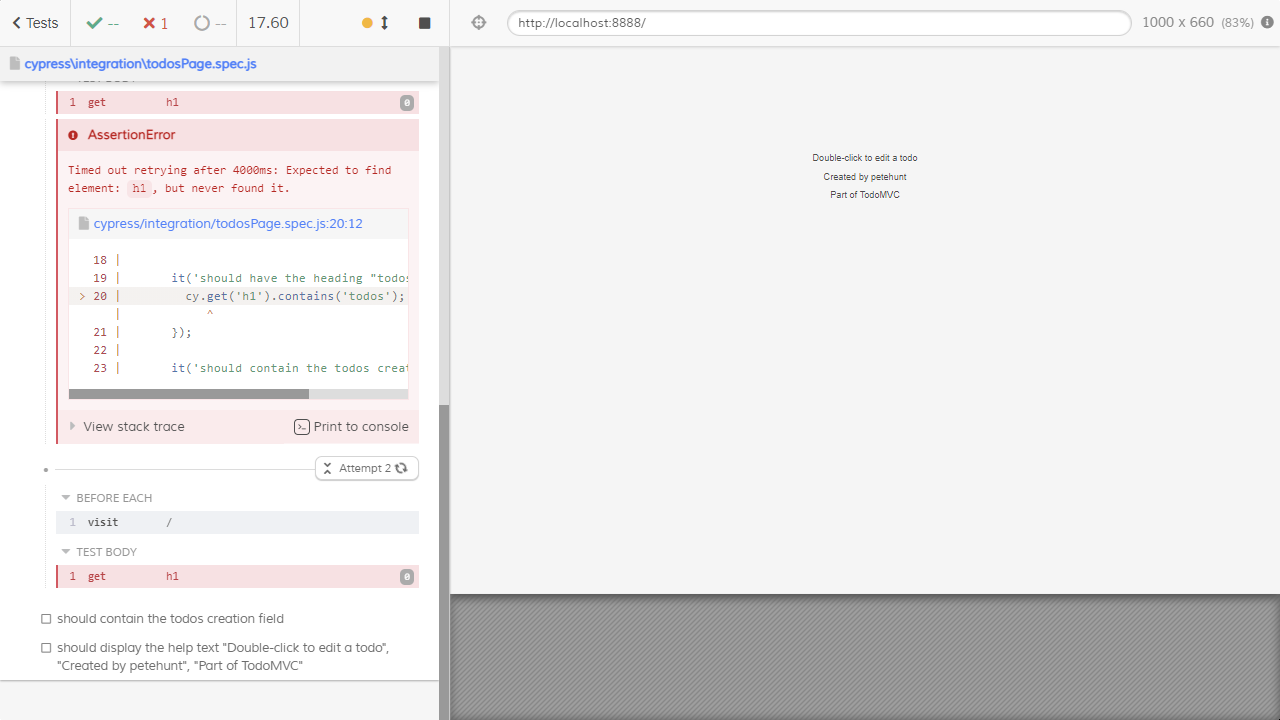 Tests
--
1
--
17.60
http://localhost:8888/
1000 x 660 (83%)
cypress\integration\todosPage.spec.js
TEST BODY
1 get h1 0
AssertionError
Timed out retrying after 4000ms: Expected to find
element: h1, but never found it.
cypress/integration/todosPage.spec.js:20:12
18 |
19 | it('should have the heading "todos
> 20 | cy.get('h1').contains('todos');
| ^
21 | });
22 |
23 | it('should contain the todos creat
View stack trace
Print to console
Attempt 2
BEFORE EACH
1 visit /
TEST BODY
1 get h1 0
should contain the todos creation field
should display the help text "Double-click to edit a todo",
"Created by petehunt", "Part of TodoMVC"
Double-click to edit a todo
Created by petehunt
Part of TodoMVC